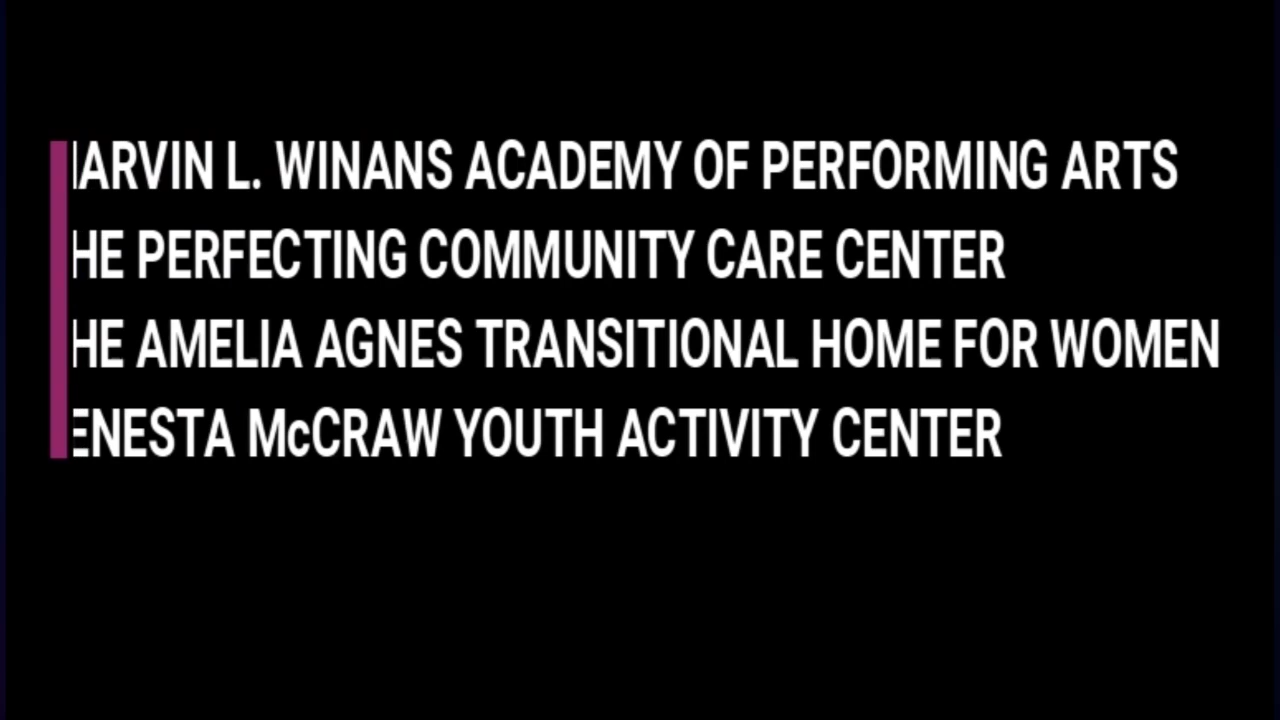 ARVIN L. WINANS ACADEMY OF PERFORMING ARTS
HE PERFECTING COMMUNITY CARE CENTER
HE AMELIA AGNES TRANSITIONAL HOME FOR WOMEN
ENESTA McCRAW YOUTH ACTIVITY CENTER